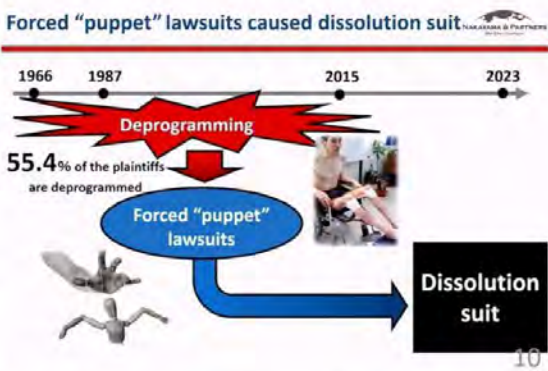 Forced "puppet" lawsuits caused dissolution suit
NAKAYAMA & PARTNERS
1966 1987 2015 2023
Deprogramming
55.4% of the plaintiffs
are deprogrammed
Forced "puppet"
lawsuits
Dissolution
suit
10